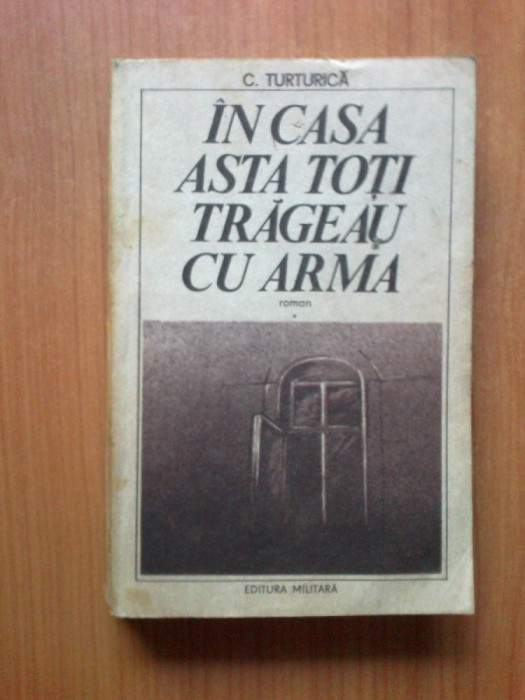 C. TURTURICĂ
ÎN CASA
ASTA TOȚI
TRĂGEAU
CU ARMA
roman
EDITURA MILITARĂ